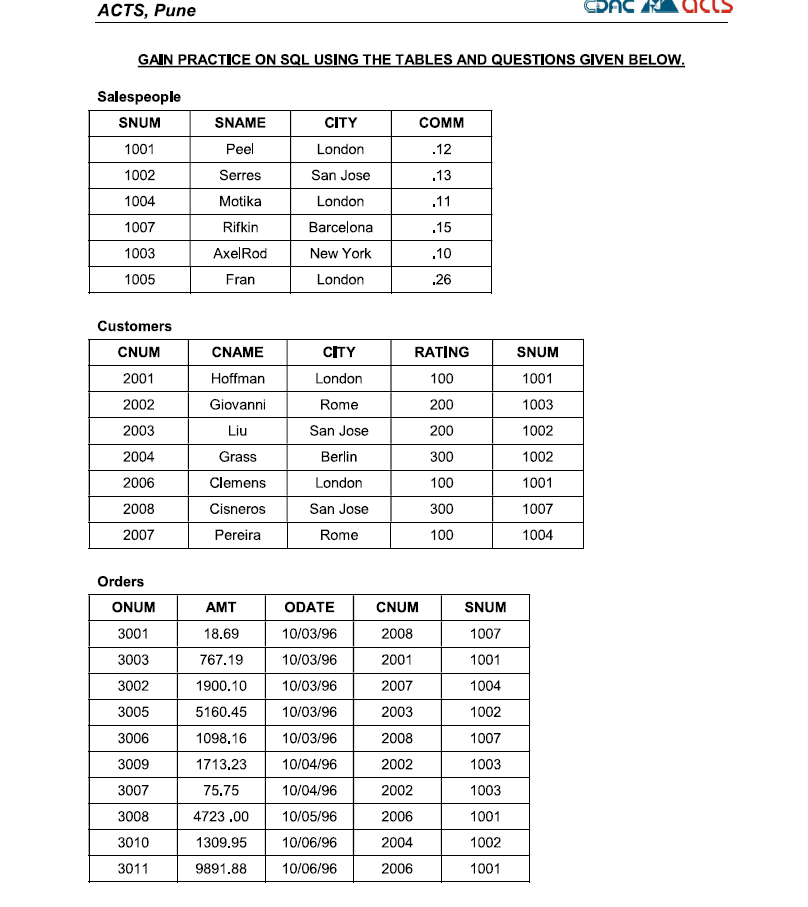 ACTS, Pune
CDAC acts
GAIN PRACTICE ON SQL USING THE TABLES AND QUESTIONS GIVEN BELOW.
Salespeople
SNUM SNAME CITY COMM
1001 Peel London .12
1002 Serres San Jose .13
1004 Motika London .11
1007 Rifkin Barcelona .15
1003 AxelRod New York .10
1005 Fran London .26
Customers
CNUM CNAME CITY RATING SNUM
2001 Hoffman London 100 1001
2002 Giovanni Rome 200 1003
2003 Liu San Jose 200 1002
2004 Grass Berlin 300 1002
2006 Clemens London 100 1001
2008 Cisneros San Jose 300 1007
2007 Pereira Rome 100 1004
Orders
ONUM AMT ODATE CNUM SNUM
3001 18.69 10/03/96 2008 1007
3003 767.19 10/03/96 2001 1001
3002 1900.10 10/03/96 2007 1004
3005 5160.45 10/03/96 2003 1002
3006 1098.16 10/03/96 2008 1007
3009 1713.23 10/04/96 2002 1003
3007 75.75 10/04/96 2002 1003
3008 4723 .00 10/05/96 2006 1001
3010 1309.95 10/06/96 2004 1002
3011 9891.88 10/06/96 2006 1001